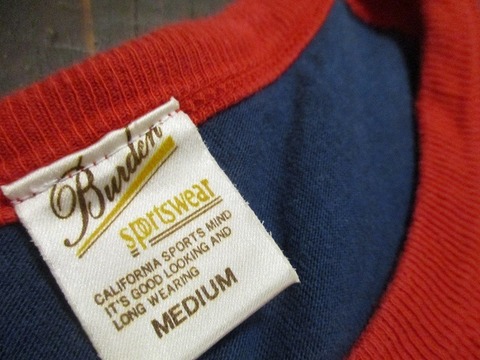 Burden
sportswear
CALIFORNIA SPORTS MIND
IT'S GOOD LOOKING AND
LONG WEARING
MEDIUM